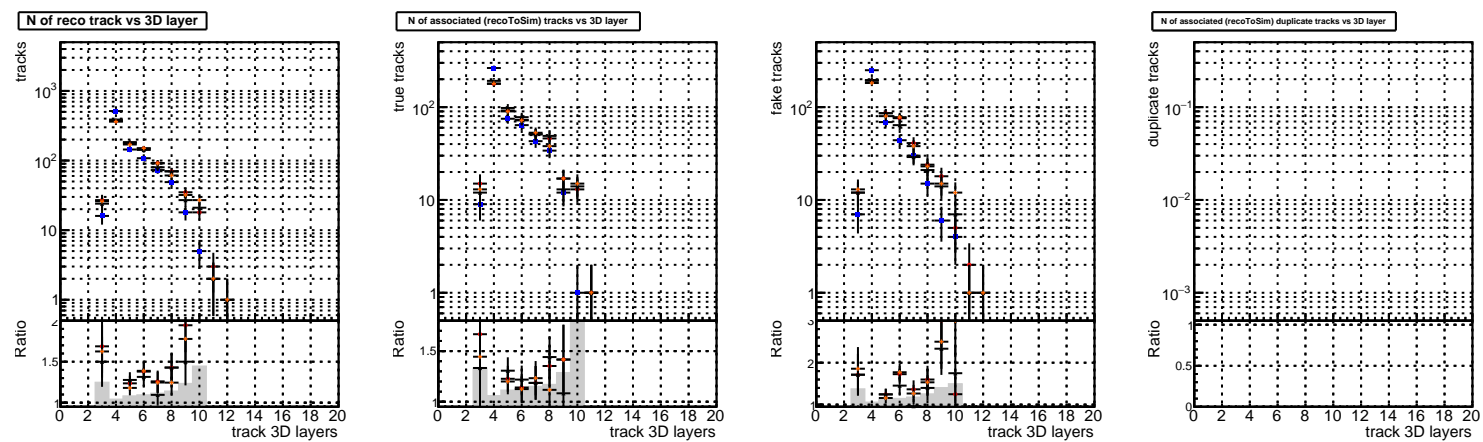 N of reco track vs 3D layer
tracks
10³
10²
10
1
Ratio
2
1.5
1
0 2 4 6 8 10 12 14 16 18 20
track 3D layers
N of associated (recoToSim) tracks vs 3D layer
true tracks
10²
10
1
Ratio
1.5
1
0 2 4 6 8 10 12 14 16 18 20
track 3D layers
fake tracks
10²
10
1
Ratio
3
2
1
0 2 4 6 8 10 12 14 16 18 20
track 3D layers
N of associated (recoToSim) duplicate tracks vs 3D layer
duplicate tracks
10⁻¹
10⁻²
10⁻³
Ratio
1
0.5
0
0 2 4 6 8 10 12 14 16 18 20
track 3D layers